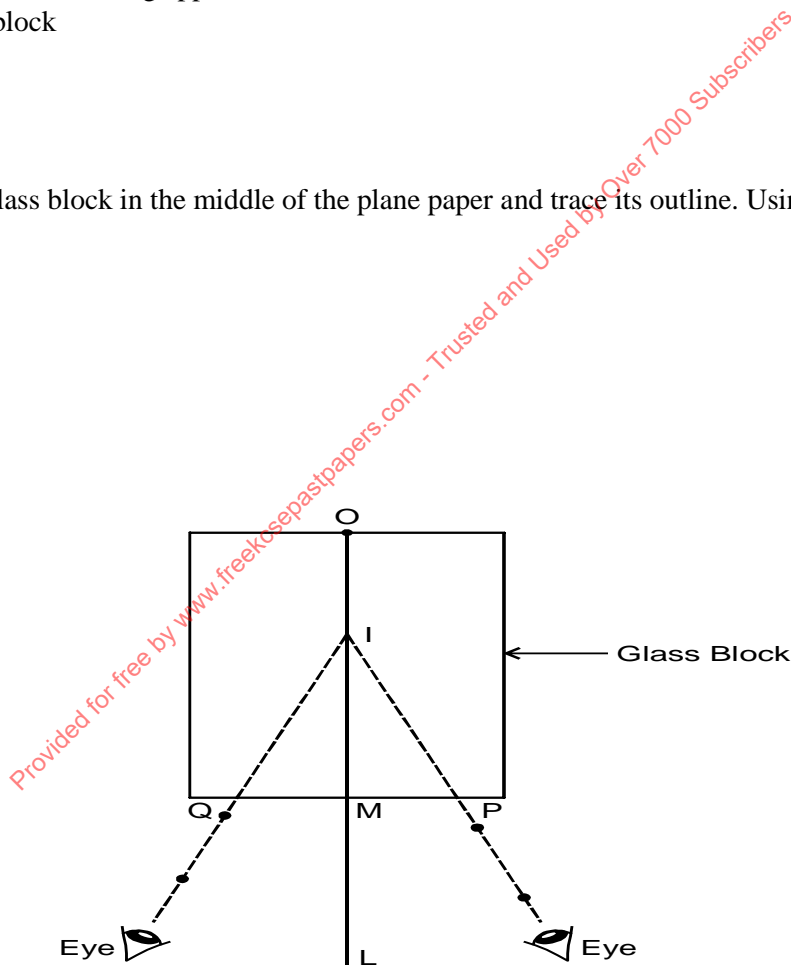 block
glass block in the middle of the plane paper and trace its outline. Usin
Provided for free by www.freekcsepastpapers.com - Trusted and Used by Over 7000 Subscribers
O
I
Glass Block
Q M P
Eye Eye
L